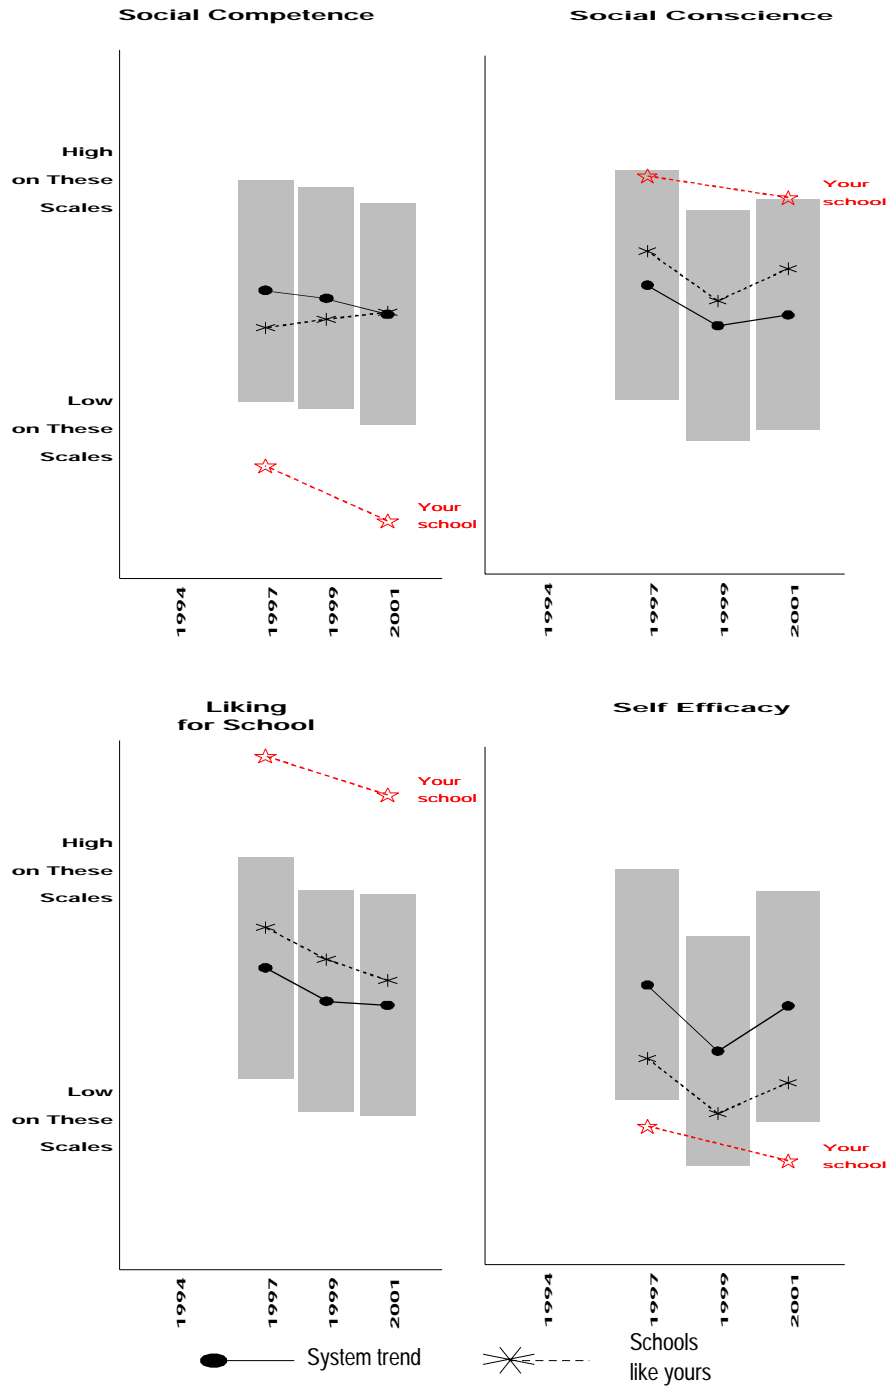 Social Competence
High
on These
Scales
Low
on These
Scales
Your
school
1994
1997
1999
2001
Social Conscience
Your
school
1994
1997
1999
2001
Liking
for School
High
on These
Scales
Low
on These
Scales
Your
school
1994
1997
1999
2001
Self Efficacy
Your
school
1994
1997
1999
2001
System trend
Schools
like yours